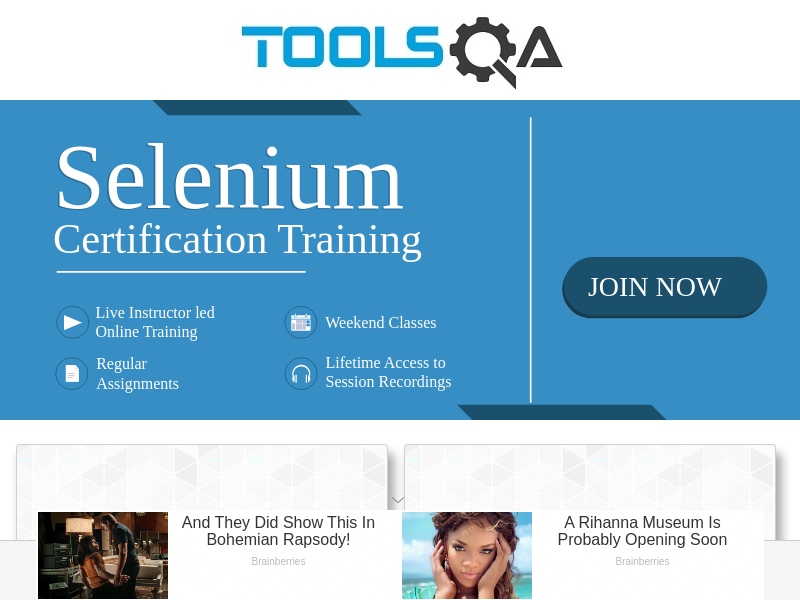 TOOLSQA
Selenium
Certification Training
JOIN NOW
Live Instructor led
Online Training
Weekend Classes
Regular
Assignments
Lifetime Access to
Session Recordings
And They Did Show This In
Bohemian Rapsody!
Brainberries
A Rihanna Museum Is
Probably Opening Soon
Brainberries